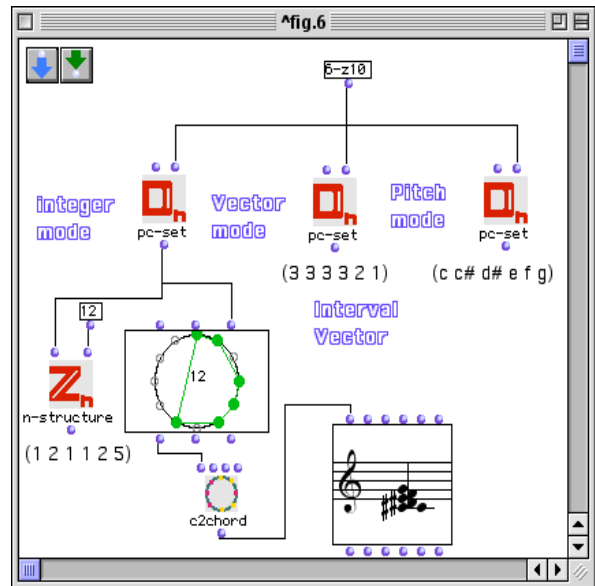 ^fig.6
6-z10
integer
mode
Vector
mode
Pitch
mode
pc-set
pc-set
pc-set
(3 3 3 3 2 1)
(c c# d# e f g)
Interval
Vector
12
12
n-structure
(1 2 1 1 2 5)
c2chord